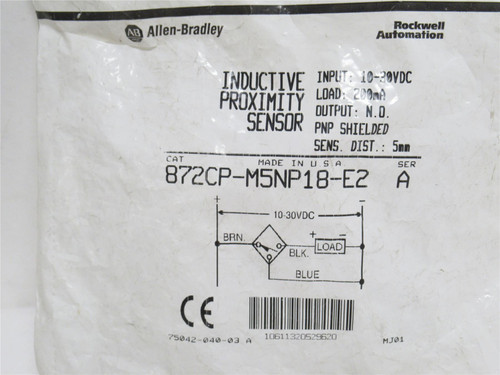 AB Allen-Bradley
Rockwell Automation
INDUCTIVE PROXIMITY SENSOR
INPUT: 10-30VDC
LOAD: 200mA
OUTPUT: N.O.
PNP SHIELDED
SENS. DIST.: 5mm
CAT MADE IN U S A SER
872CP-M5NP18-E2 A
+ -
10-30VDC
BRN. + -
BLK. LOAD
BLUE
CE
75042-040-03 A
10611320529620
MJ01